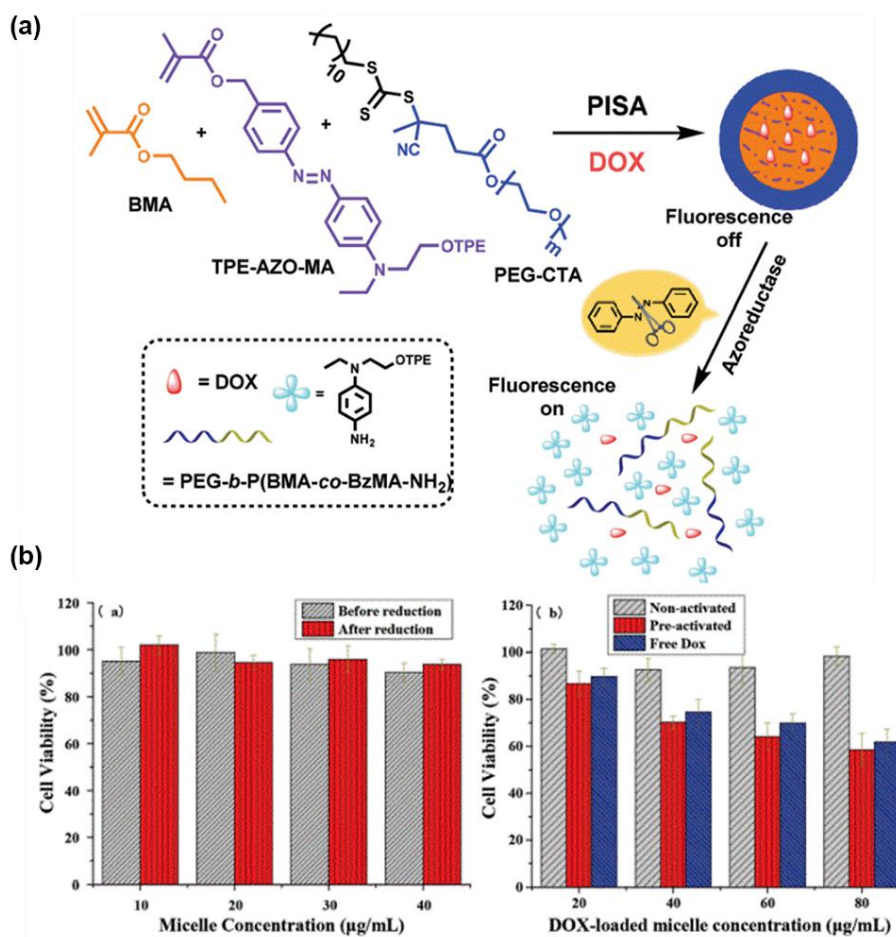 (a)
O
O
10
S
S
S
PISA
DOX
+
+
N=N
NC
O
O
O
O
m
BMA
TPE-AZO-MA
OTPE
N
PEG-CTA
Fluorescence
off
N
N
Azoreductase
= DOX
=
OTPE
N
NH2
= PEG-b-P(BMA-co-BzMA-NH2)
Fluorescence
on
(b)
( a )
Before reduction
After reduction
Cell Viability (%)
120
100
80
60
40
20
0
10 20 30 40
Micelle Concentration (µg/mL)
( b )
Non-activated
Pre-activated
Free Dox
Cell Viability (%)
120
100
80
60
40
20
0
20 40 60 80
DOX-loaded micelle concentration (µg/mL)